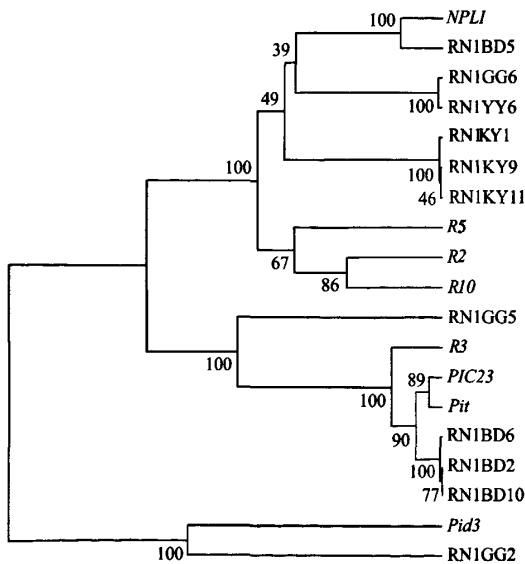 NPLI
100
RN1BD5
39
RN1GG6
100
RN1YY6
49
RN1KY1
RN1KY9
100
46
RN1KY11
100
R5
67
R2
86
R10
RN1GG5
100
R3
100
89
PIC23
Pit
90
RN1BD6
RN1BD2
100
77
RN1BD10
Pid3
100
RN1GG2